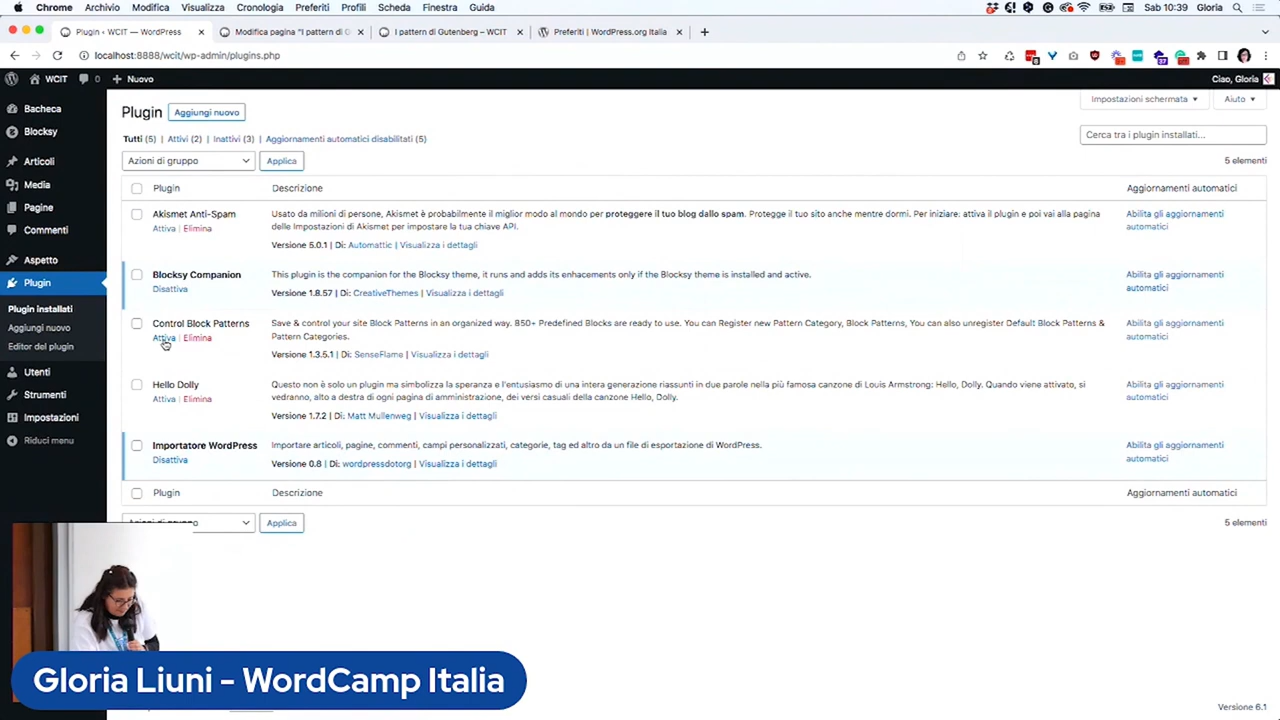 Chrome Archivio Modifica Visualizza Cronologia Preferiti Profili Scheda Finestra Guida Sab 10:39 Gloria
Plugin ‹ WCIT — WordPress Modifica pagina "I pattern di G I pattern di Gutenberg – WCIT Preferiti | WordPress.org Italia
localhost:8888/wcit/wp-admin/plugins.php
WCIT 0 Nuovo Ciao, Gloria
Bacheca
Blocksy
Articoli
Media
Pagine
Commenti
Aspetto
Plugin
Plugin installati
Aggiungi nuovo
Editor del plugin
Utenti
Strumenti
Impostazioni
Riduci menu
Impostazioni schermata Aiuto
Plugin Aggiungi nuovo
Tutti (5) | Attivi (2) | Inattivi (3) | Aggiornamenti automatici disabilitati (5)
Cerca tra i plugin installati...
Azioni di gruppo Applica 5 elementi
Plugin Descrizione Aggiornamenti automatici
Akismet Anti-Spam
Attiva | Elimina
Usato da milioni di persone, Akismet è probabilmente il miglior modo al mondo per proteggere il tuo blog dallo spam. Protegge il tuo sito anche mentre dormi. Per iniziare: attiva il plugin e poi vai alla pagina
delle Impostazioni di Akismet per impostare la tua chiave API.
Versione 5.0.1 | Di: Automattic | Visualizza i dettagli
Abilita gli aggiornamenti
automatici
Blocksy Companion
Disattiva
This plugin is the companion for the Blocksy theme, it runs and adds its enhacements only if the Blocksy theme is installed and active.
Versione 1.8.57 | Di: CreativeThemes | Visualizza i dettagli
Abilita gli aggiornamenti
automatici
Control Block Patterns
Attiva | Elimina
Save & control your site Block Patterns in an organized way. 850+ Predefined Blocks are ready to use. You can Register new Pattern Category, Block Patterns, You can also unregister Default Block Patterns &
Pattern Categories.
Versione 1.3.5.1 | Di: SenseFlame | Visualizza i dettagli
Abilita gli aggiornamenti
automatici
Hello Dolly
Attiva | Elimina
Questo non è solo un plugin ma simbolizza la speranza e l'entusiasmo di una intera generazione riassunti in due parole nella più famosa canzone di Louis Armstrong: Hello, Dolly. Quando viene attivato, si
vedranno, alto a destra di ogni pagina di amministrazione, dei versi casuali della canzone Hello, Dolly.
Versione 1.7.2 | Di: Matt Mullenweg | Visualizza i dettagli
Abilita gli aggiornamenti
automatici
Importatore WordPress
Disattiva
Importare articoli, pagine, commenti, campi personalizzati, categorie, tag ed altro da un file di esportazione di WordPress.
Versione 0.8 | Di: wordpressdotorg | Visualizza i dettagli
Abilita gli aggiornamenti
automatici
Plugin Descrizione Aggiornamenti automatici
Azioni di gruppo Applica 5 elementi
Gloria Liuni - WordCamp Italia
Versione 6.1